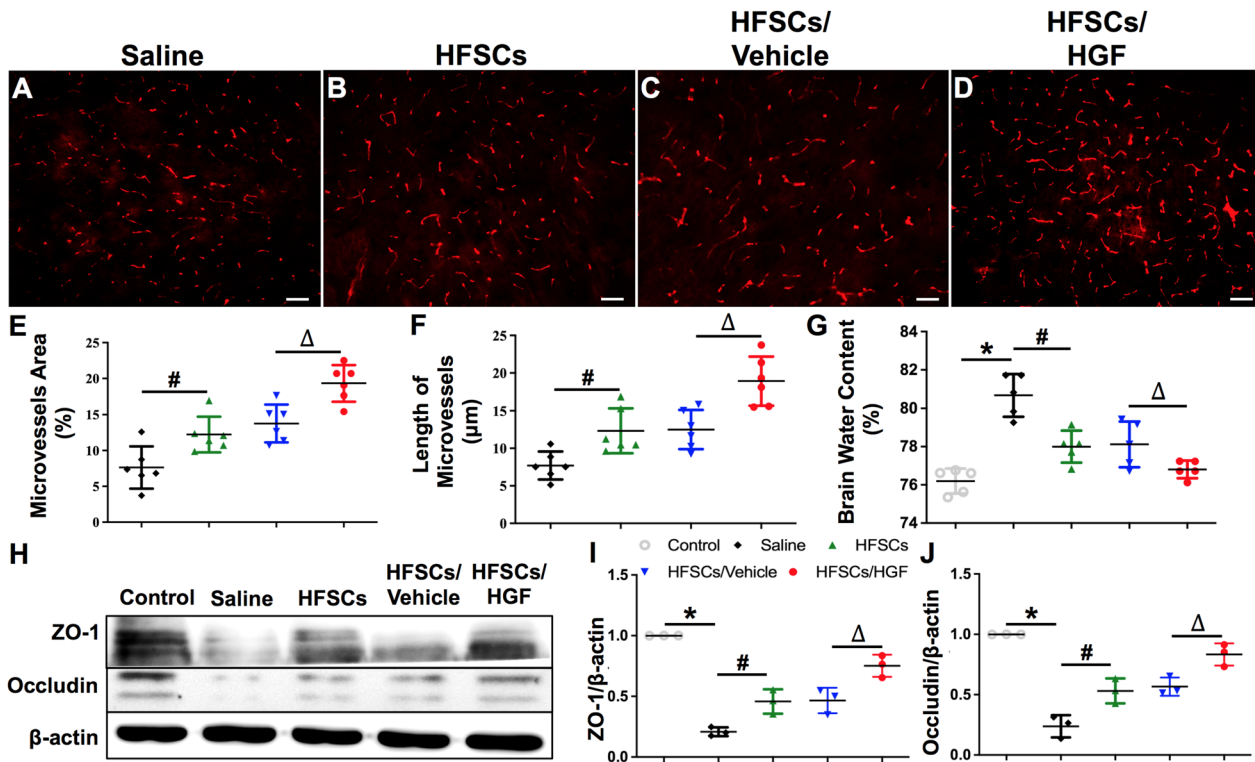 Saline
HFSCs
HFSCs/
Vehicle
HFSCs/
HGF
A
B
C
D
E
Microvessels Area
(%)
25
20
15
10
5
0
#
Δ
F
Length of
Microvessels
(μm)
25
20
15
10
5
0
#
Δ
G
Brain Water Content
(%)
84
82
80
78
76
74
*
#
Δ
H
Control
Saline
HFSCs
HFSCs/
Vehicle
HFSCs/
HGF
ZO-1
Occludin
β-actin
Control Saline HFSCs
HFSCs/Vehicle HFSCs/HGF
I
ZO-1/β-actin
1.5
1.0
0.5
0.0
*
#
Δ
J
Occludin/β-actin
1.5
1.0
0.5
0.0
*
#
Δ